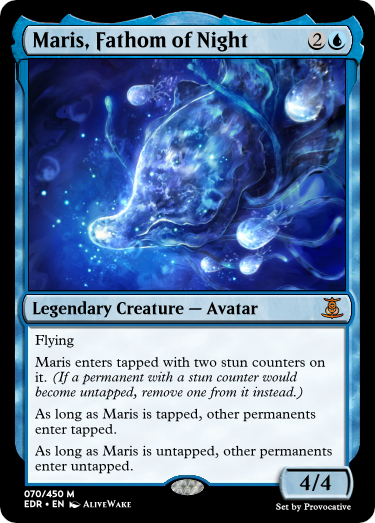 Maris, Fathom of Night 2
Legendary Creature — Avatar
Flying
Maris enters tapped with two stun counters on
it. (If a permanent with a stun counter would
become untapped, remove one from it instead.)
As long as Maris is tapped, other permanents
enter tapped.
As long as Maris is untapped, other permanents
enter untapped.
4/4
070/450 M
EDR • EN AliveWake
Set by Provocative